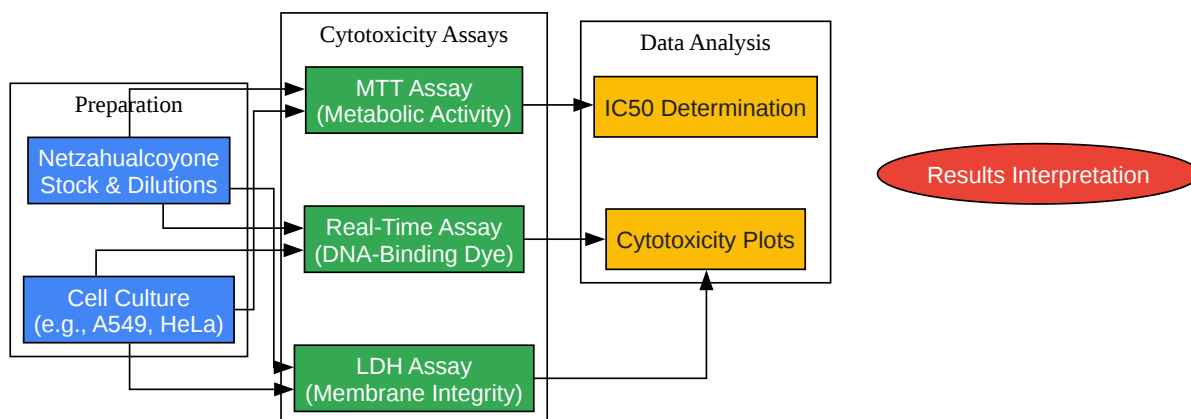 Preparation
Netzahualcoyone
Stock & Dilutions
Cell Culture
(e.g., A549, HeLa)
Cytotoxicity Assays
MTT Assay
(Metabolic Activity)
Real-Time Assay
(DNA-Binding Dye)
LDH Assay
(Membrane Integrity)
Data Analysis
IC50 Determination
Cytotoxicity Plots
Results Interpretation